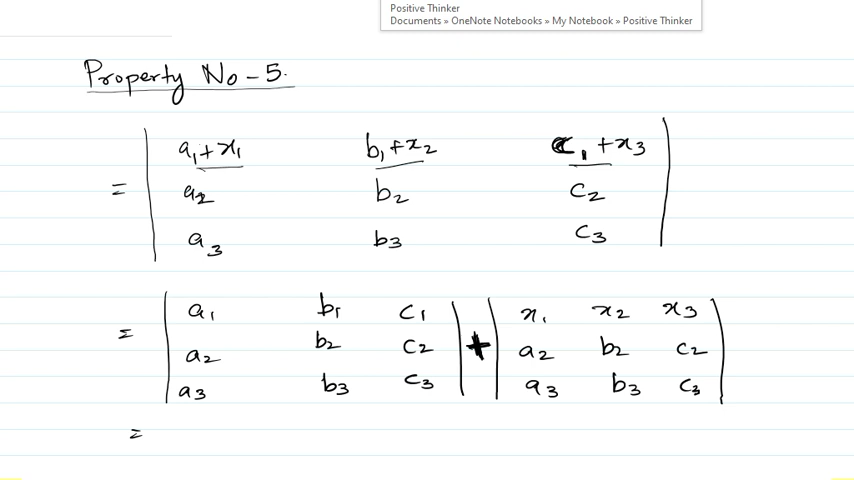 Positive Thinker
Documents » OneNote Notebooks » My Notebook » Positive Thinker
Property No - 5.
= | a₁+x₁ b₁+x₂ c₁+x₃ |
a₂ b₂ c₂
a₃ b₃ c₃
= | a₁ b₁ c₁ | + | x₁ x₂ x₃ |
a₂ b₂ c₂ a₂ b₂ c₂
a₃ b₃ c₃ a₃ b₃ c₃
=